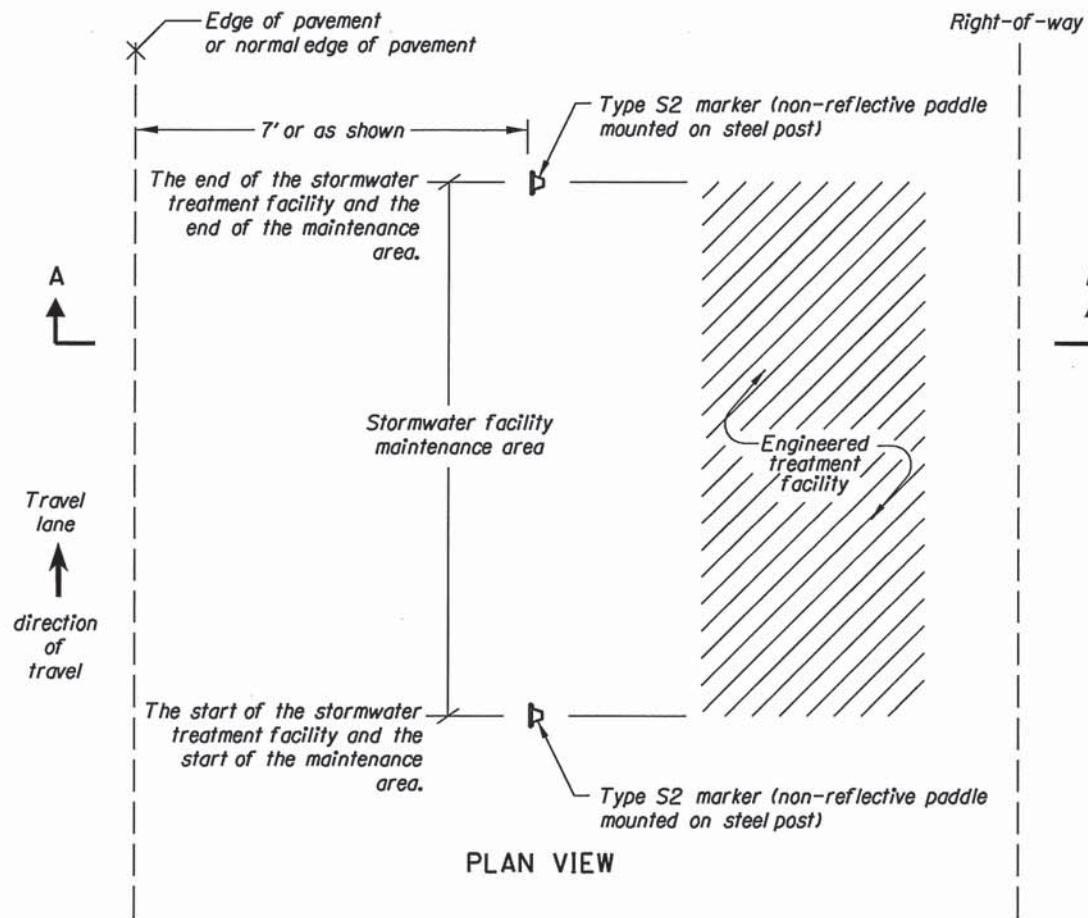 Edge of pavement
or normal edge of pavement
Right-of-way
Type S2 marker (non-reflective paddle
mounted on steel post)
7' or as shown
The end of the stormwater
treatment facility and the
end of the maintenance
area.
A
Stormwater facility
maintenance area
Engineered
treatment
facility
Travel
lane
direction
of
travel
The start of the stormwater
treatment facility and the
start of the maintenance
area.
Type S2 marker (non-reflective paddle
mounted on steel post)
PLAN VIEW